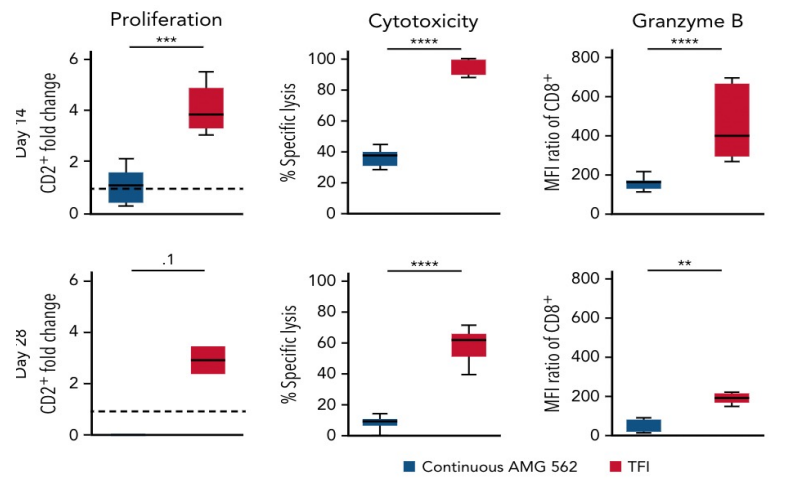 Proliferation
Cytotoxicity
Granzyme B
Day 14
CD2⁺ fold change
6
4
2
0
***
% Specific lysis
100
80
60
40
20
0
****
MFI ratio of CD8⁺
800
600
400
200
0
****
Day 28
CD2⁺ fold change
6
4
2
0
.1
% Specific lysis
100
80
60
40
20
0
****
MFI ratio of CD8⁺
800
600
400
200
0
**
Continuous AMG 562
TFI